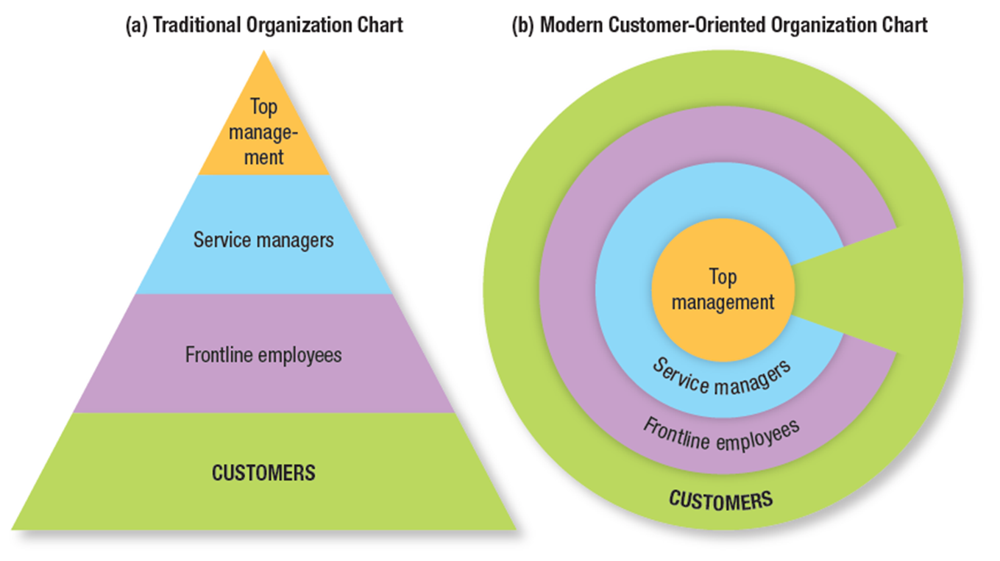 (a) Traditional Organization Chart
Top
manage-
ment
Service managers
Frontline employees
CUSTOMERS
(b) Modern Customer-Oriented Organization Chart
Top
management
Service managers
Frontline employees
CUSTOMERS